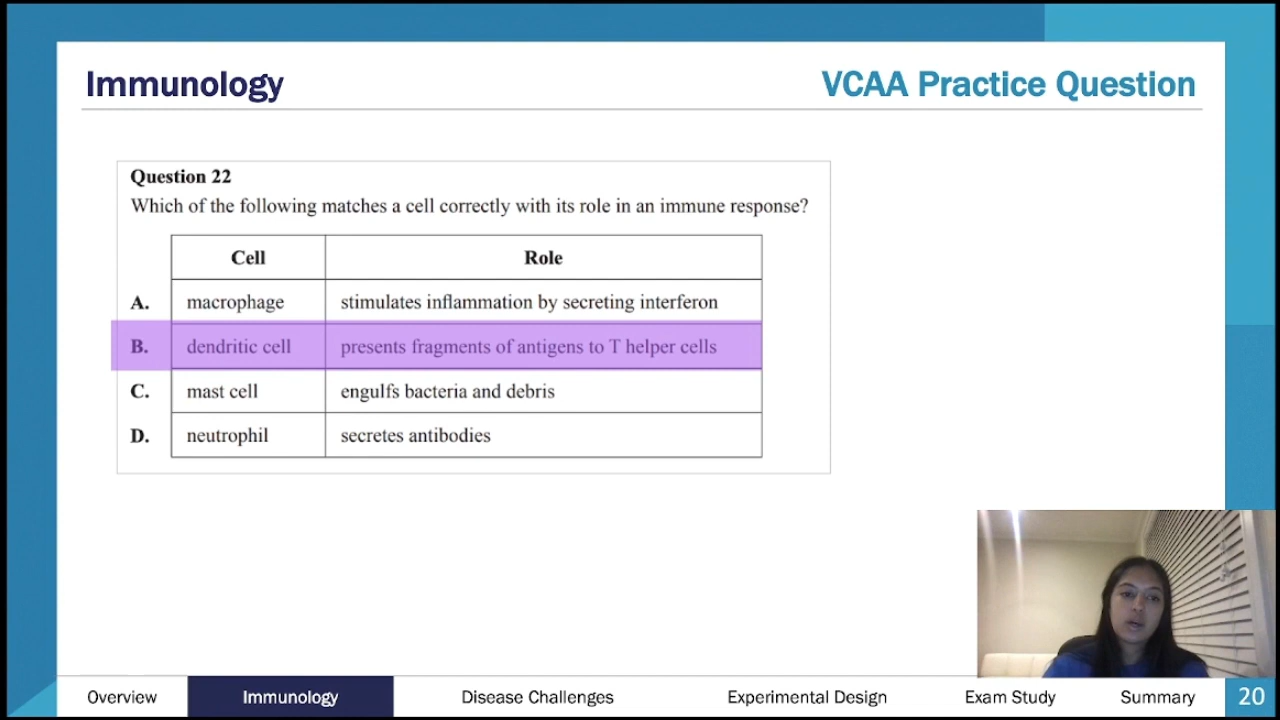 Immunology
VCAA Practice Question
Question 22
Which of the following matches a cell correctly with its role in an immune response?
Cell Role
A. macrophage stimulates inflammation by secreting interferon
B. dendritic cell presents fragments of antigens to T helper cells
C. mast cell engulfs bacteria and debris
D. neutrophil secretes antibodies
Overview Immunology Disease Challenges Experimental Design Exam Study Summary 20